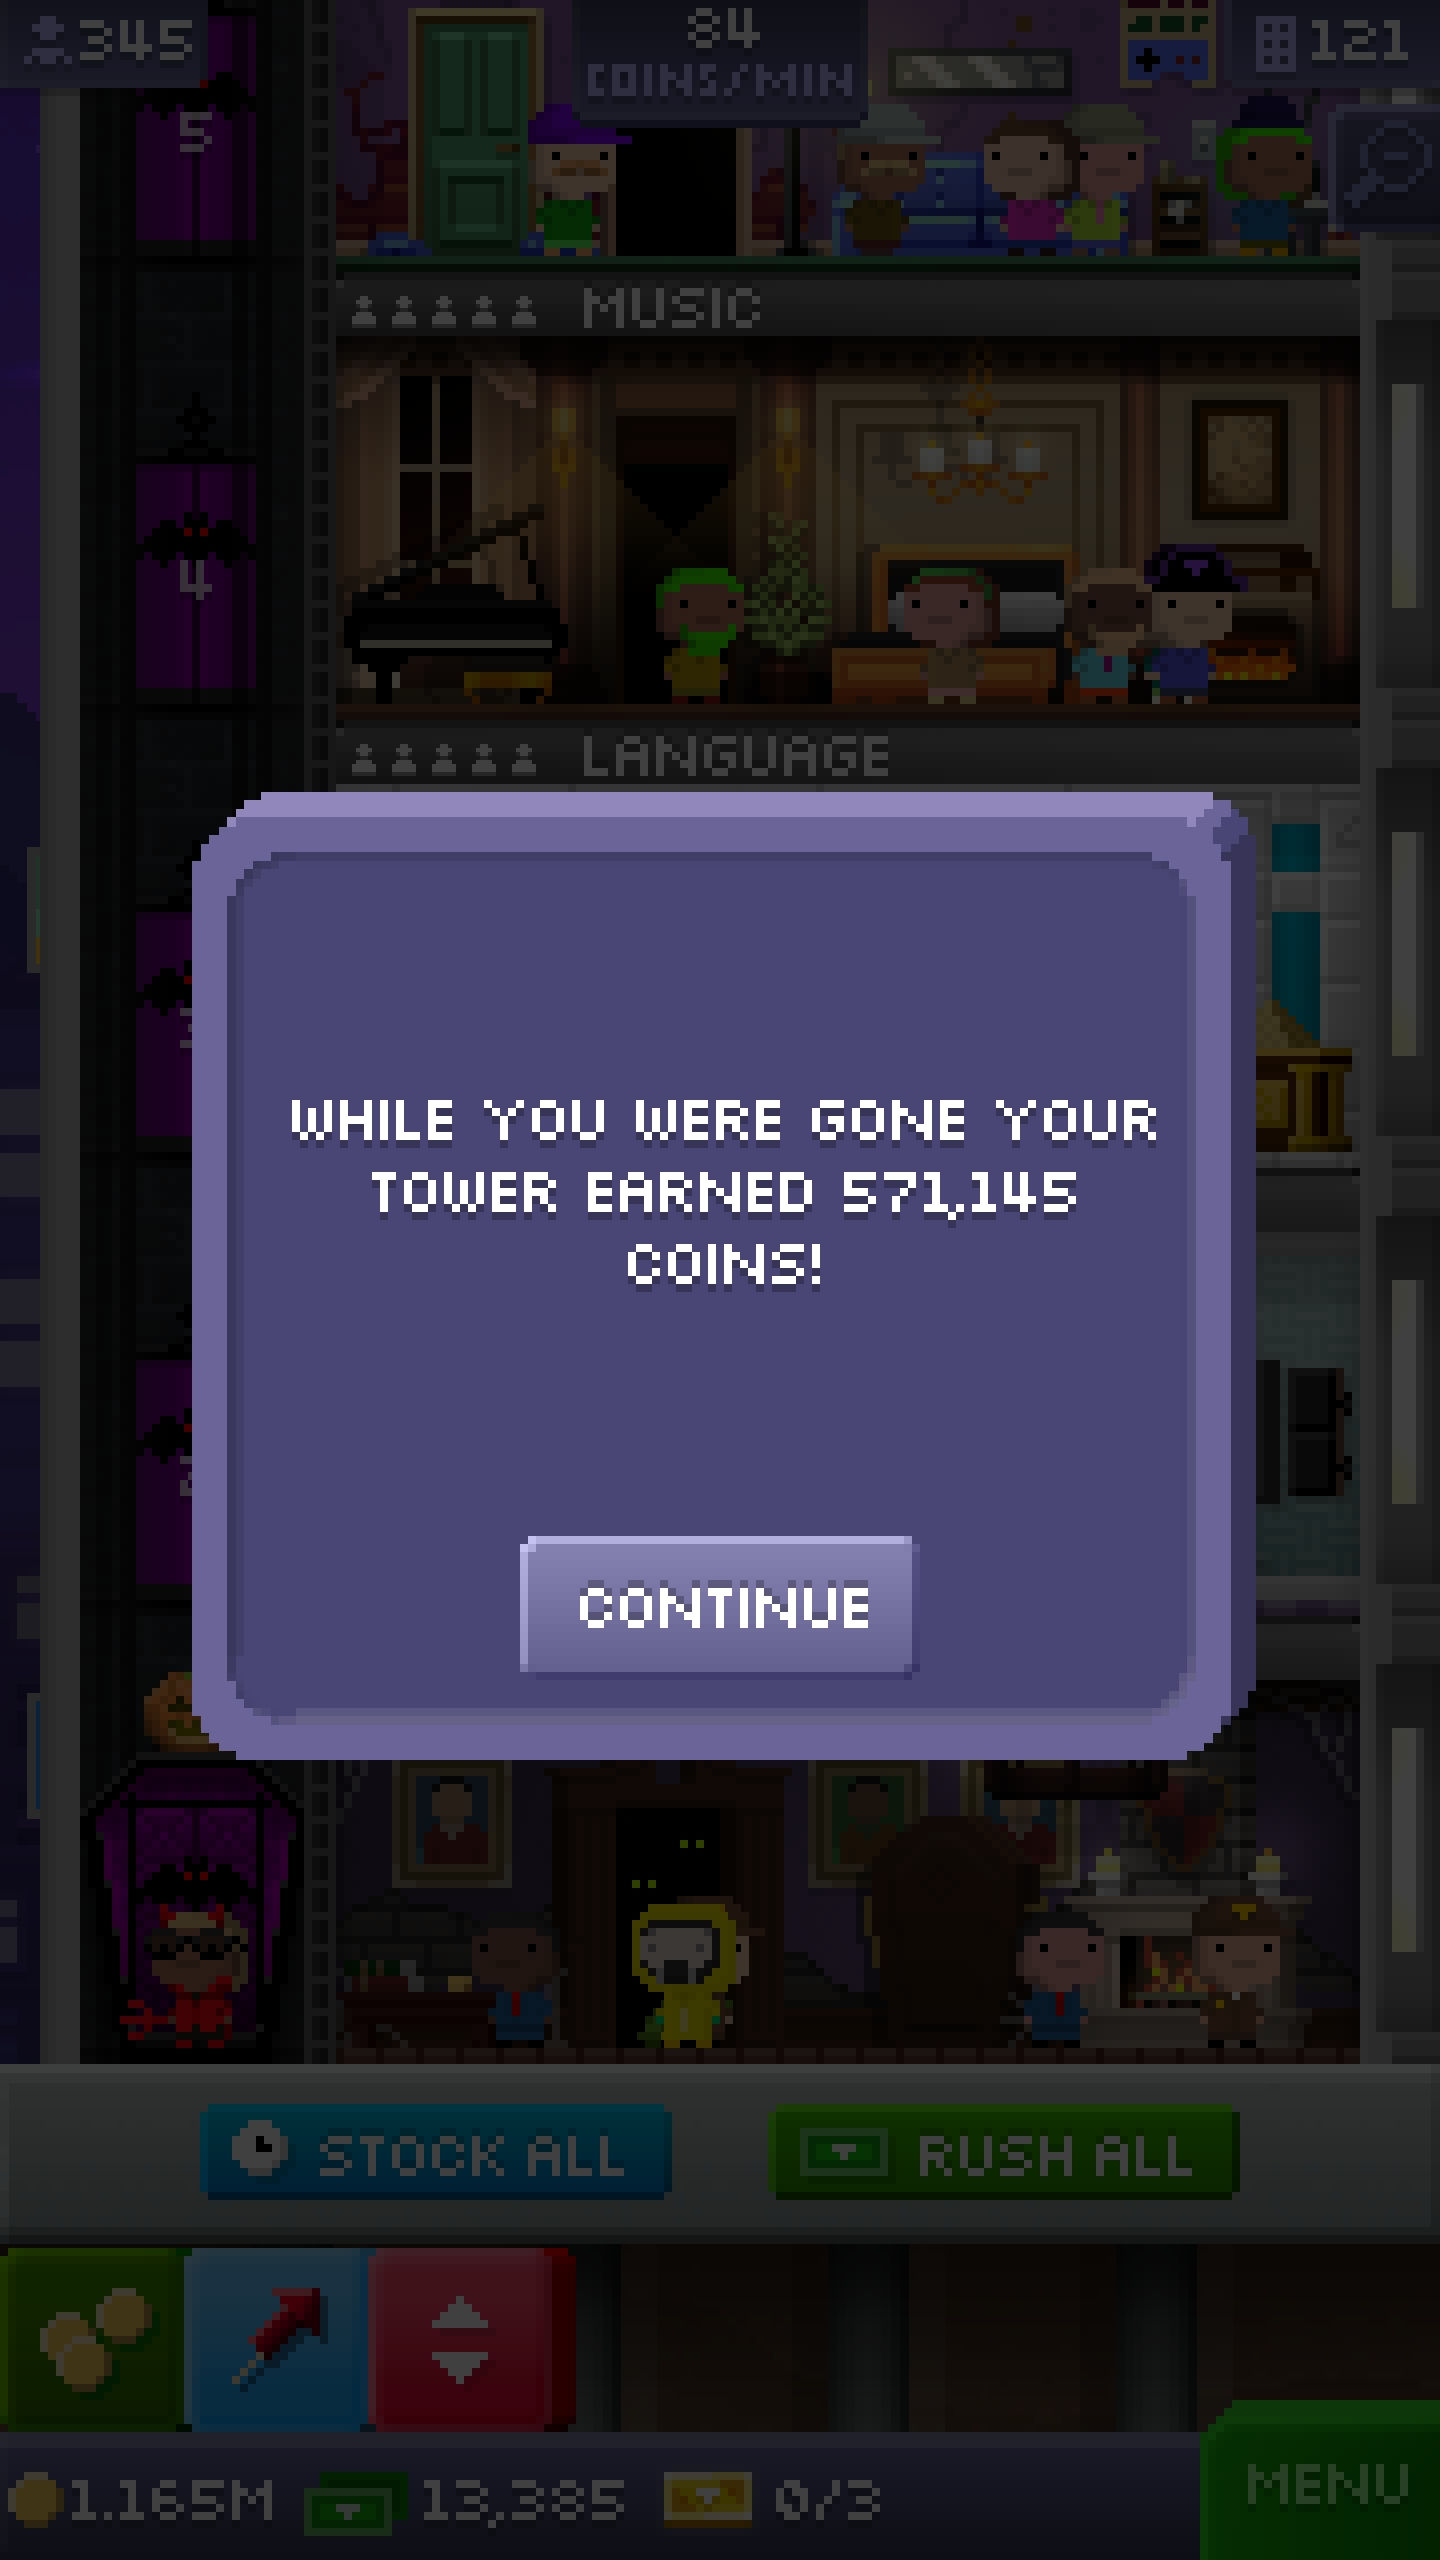 345
84
COINS/MIN
121
5
MUSIC
4
LANGUAGE
WHILE YOU WERE GONE YOUR
TOWER EARNED 571,145
COINS!
CONTINUE
STOCK ALL
RUSH ALL
1.165M
13,385
0/3
MENU